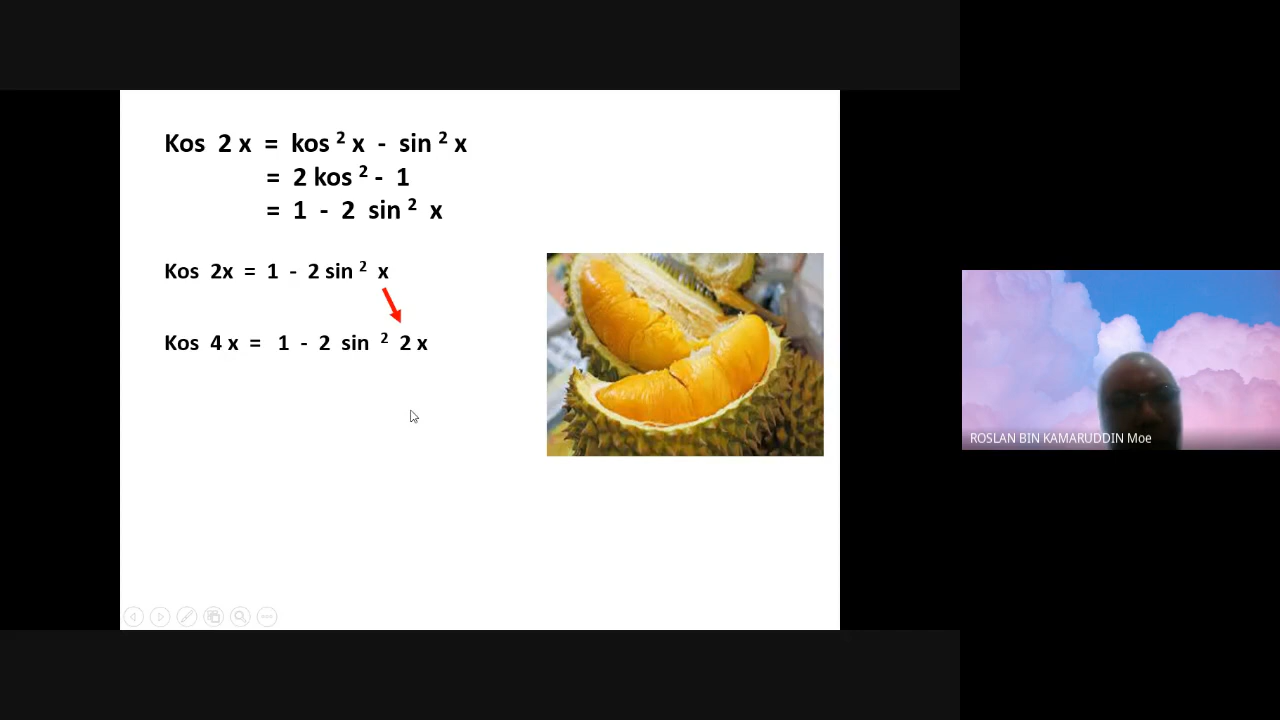 Kos 2 x = kos ² x - sin ² x
= 2 kos ² - 1
= 1 - 2 sin ² x
Kos 2x = 1 - 2 sin ² x
Kos 4 x = 1 - 2 sin ² 2 x
ROSLAN BIN KAMARUDDIN Moe